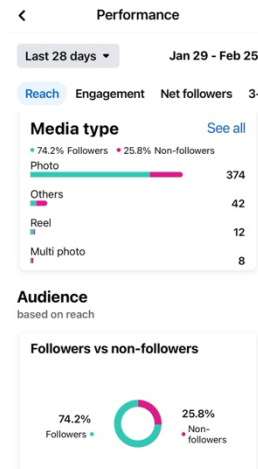 Performance
Last 28 days
Jan 29 - Feb 25
Reach Engagement Net followers 3-
Media type See all
• 74.2% Followers • 25.8% Non-followers
Photo
374
Others
42
Reel
12
Multi photo
8
Audience
based on reach
Followers vs non-followers
74.2%
Followers •
25.8%
• Non-
followers